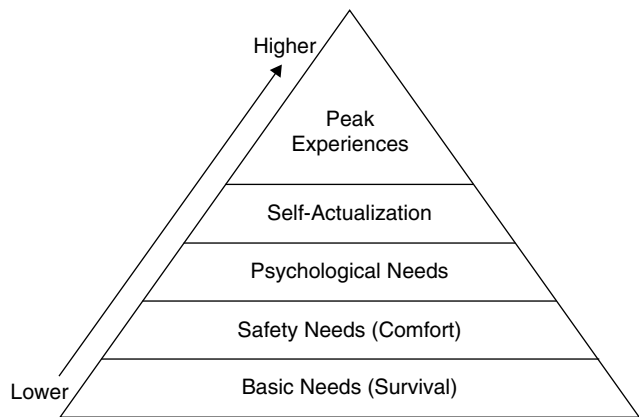 Higher
Peak
Experiences
Self-Actualization
Psychological Needs
Safety Needs (Comfort)
Lower
Basic Needs (Survival)